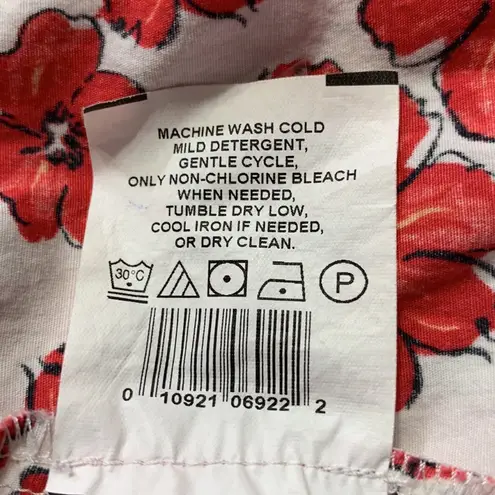 MACHINE WASH COLD
MILD DETERGENT,
GENTLE CYCLE,
ONLY NON-CHLORINE BLEACH
WHEN NEEDED,
TUMBLE DRY LOW,
COOL IRON IF NEEDED,
OR DRY CLEAN.
30°C P
0 10921 06922 2